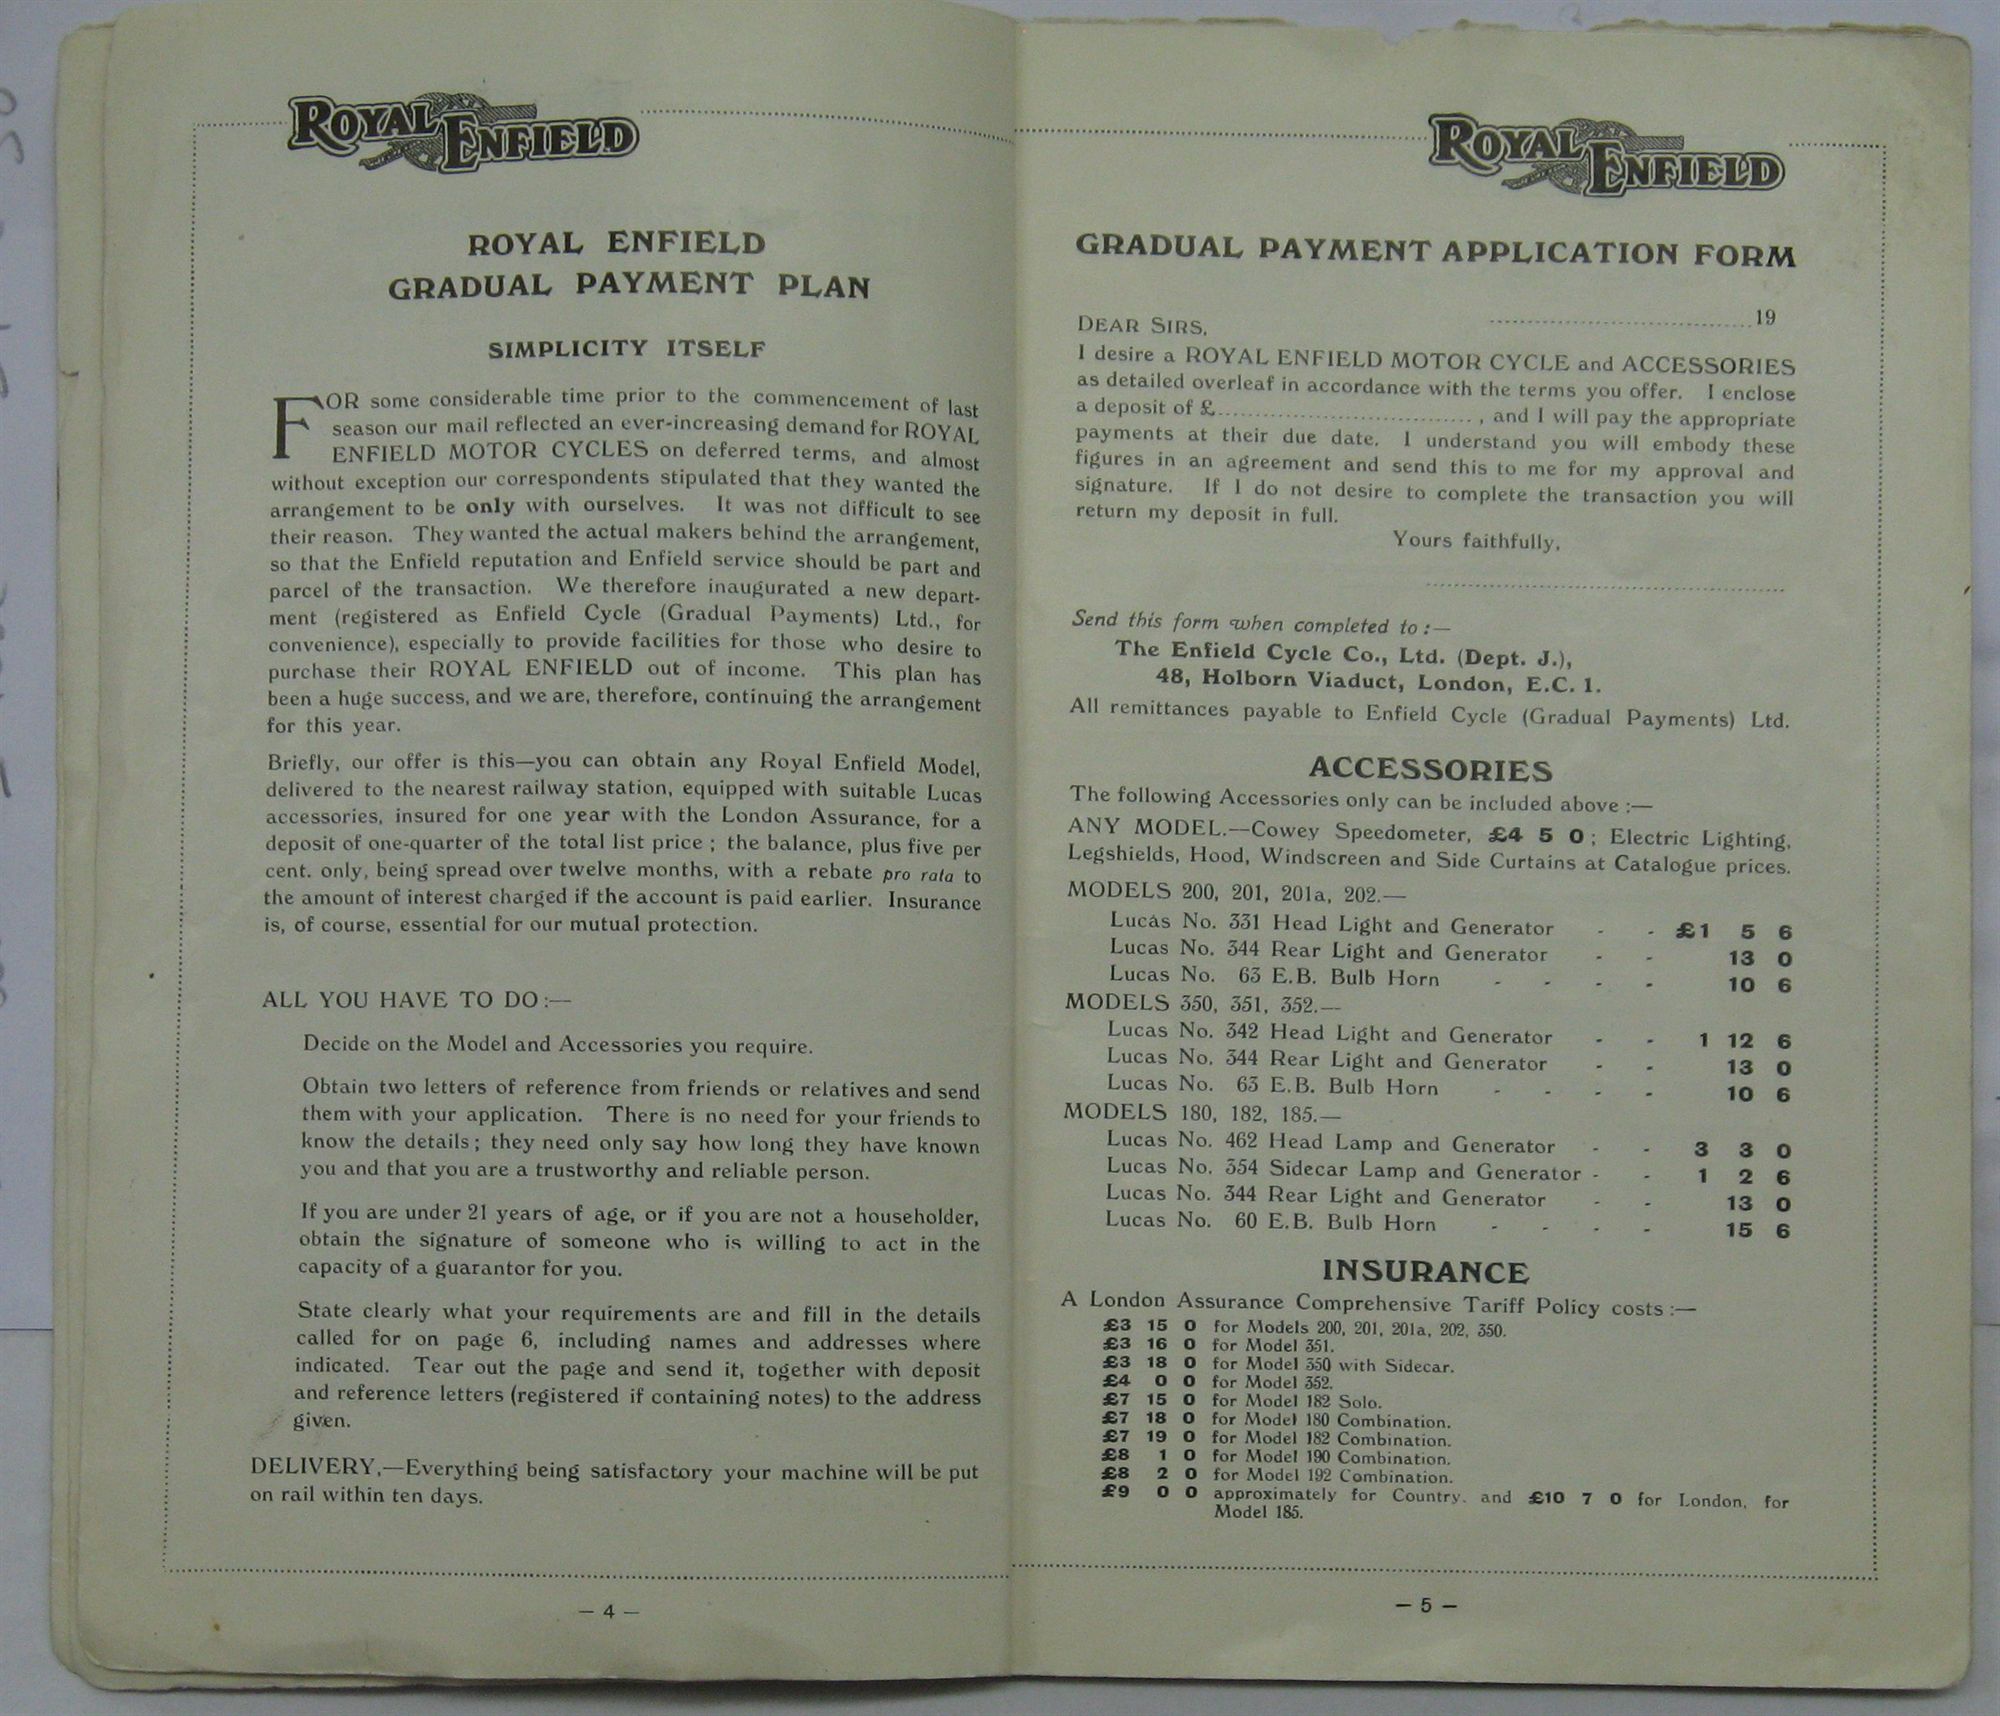 ROYAL ENFIELD
ROYAL ENFIELD
GRADUAL PAYMENT PLAN
SIMPLICITY ITSELF
FOR some considerable time prior to the commencement of last
season our mail reflected an ever-increasing demand for ROYAL
ENFIELD MOTOR CYCLES on deferred terms, and almost
without exception our correspondents stipulated that they wanted the
arrangement to be only with ourselves. It was not difficult to see
their reason. They wanted the actual makers behind the arrangement,
so that the Enfield reputation and Enfield service should be part and
parcel of the transaction. We therefore inaugurated a new depart-
ment (registered as Enfield Cycle (Gradual Payments) Ltd., for
convenience), especially to provide facilities for those who desire to
purchase their ROYAL ENFIELD out of income. This plan has
been a huge success, and we are, therefore, continuing the arrangement
for this year.
Briefly, our offer is this—you can obtain any Royal Enfield Model,
delivered to the nearest railway station, equipped with suitable Lucas
accessories, insured for one year with the London Assurance, for a
deposit of one-quarter of the total list price; the balance, plus five per
cent. only, being spread over twelve months, with a rebate pro rata to
the amount of interest charged if the account is paid earlier. Insurance
is, of course, essential for our mutual protection.
ALL YOU HAVE TO DO:—
Decide on the Model and Accessories you require.
Obtain two letters of reference from friends or relatives and send
them with your application. There is no need for your friends to
know the details; they need only say how long they have known
you and that you are a trustworthy and reliable person.
If you are under 21 years of age, or if you are not a householder,
obtain the signature of someone who is willing to act in the
capacity of a guarantor for you.
State clearly what your requirements are and fill in the details
called for on page 6, including names and addresses where
indicated. Tear out the page and send it, together with deposit
and reference letters (registered if containing notes) to the address
given.
DELIVERY,—Everything being satisfactory your machine will be put
on rail within ten days.
— 4 —
ROYAL ENFIELD
GRADUAL PAYMENT APPLICATION FORM
................................19
DEAR SIRS,
I desire a ROYAL ENFIELD MOTOR CYCLE and ACCESSORIES
as detailed overleaf in accordance with the terms you offer. I enclose
a deposit of £................................, and I will pay the appropriate
payments at their due date. I understand you will embody these
figures in an agreement and send this to me for my approval and
signature. If I do not desire to complete the transaction you will
return my deposit in full.
Yours faithfully,
................................
Send this form when completed to:—
The Enfield Cycle Co., Ltd. (Dept. J.),
48, Holborn Viaduct, London, E.C. 1.
All remittances payable to Enfield Cycle (Gradual Payments) Ltd.
ACCESSORIES
The following Accessories only can be included above:—
ANY MODEL.—Cowey Speedometer, £4 5 0; Electric Lighting,
Legshields, Hood, Windscreen and Side Curtains at Catalogue prices.
MODELS 200, 201, 201a, 202.—
Lucas No. 331 Head Light and Generator - - £1 5 6
Lucas No. 344 Rear Light and Generator - - 13 0
Lucas No. 63 E.B. Bulb Horn - - - - 10 6
MODELS 350, 351, 352.—
Lucas No. 342 Head Light and Generator - - 1 12 6
Lucas No. 344 Rear Light and Generator - - 13 0
Lucas No. 63 E.B. Bulb Horn - - - - 10 6
MODELS 180, 182, 185.—
Lucas No. 462 Head Lamp and Generator - - 3 3 0
Lucas No. 354 Sidecar Lamp and Generator - - 1 2 6
Lucas No. 344 Rear Light and Generator - - 13 0
Lucas No. 60 E.B. Bulb Horn - - - - 15 6
INSURANCE
A London Assurance Comprehensive Tariff Policy costs:—
£3 15 0 for Models 200, 201, 201a, 202, 350.
£3 16 0 for Model 351.
£3 18 0 for Model 350 with Sidecar.
£4 0 0 for Model 352.
£7 15 0 for Model 182 Solo.
£7 18 0 for Model 180 Combination.
£7 19 0 for Model 182 Combination.
£8 1 0 for Model 190 Combination.
£8 2 0 for Model 192 Combination.
£9 0 0 approximately for Country, and £10 7 0 for London, for
Model 185.
— 5 —